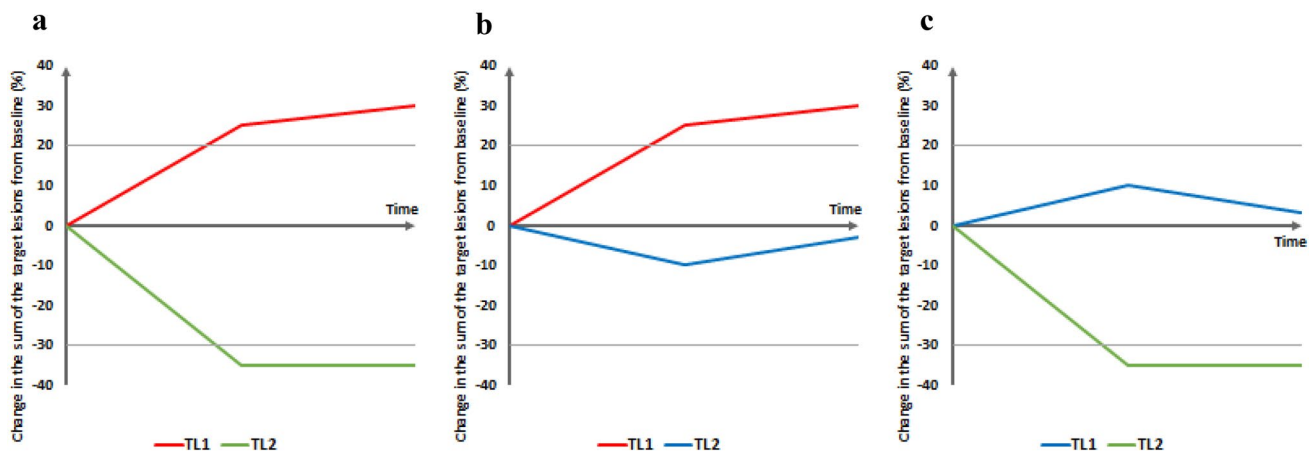 a
Change in the sum of the target lesions from baseline (%)
40
30
20
10
0
-10
-20
-30
-40
Time
TL1 TL2
b
Change in the sum of the target lesions from baseline (%)
40
30
20
10
0
-10
-20
-30
-40
Time
TL1 TL2
c
Change in the sum of the target lesions from baseline (%)
40
30
20
10
0
-10
-20
-30
-40
Time
TL1 TL2